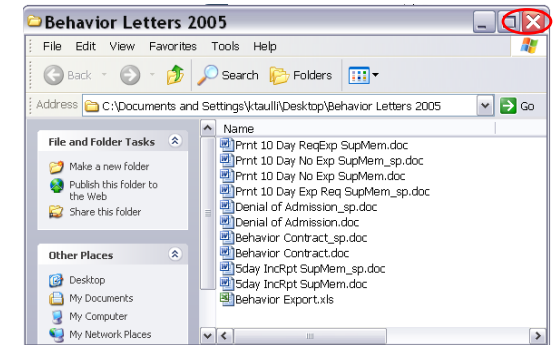 Behavior Letters 2005
File Edit View Favorites Tools Help
Back Search Folders
Address C:\Documents and Settings\ktaulli\Desktop\Behavior Letters 2005 Go
File and Folder Tasks
Make a new folder
Publish this folder to
the Web
Share this folder
Other Places
Desktop
My Documents
My Computer
My Network Places
Name
Prnt 10 Day ReqExp SupMem.doc
Prnt 10 Day No Exp SupMem_sp.doc
Prnt 10 Day No Exp SupMem.doc
Prnt 10 Day Exp Req SupMem_sp.doc
Denial of Admission_sp.doc
Denial of Admission.doc
Behavior Contract_sp.doc
Behavior Contract.doc
5day IncRpt SupMem_sp.doc
5day IncRpt SupMem.doc
Behavior Export.xls